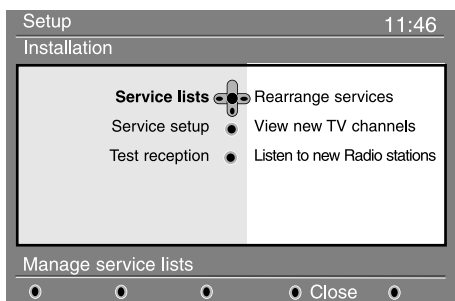 Setup 11:46
Installation
Service lists Rearrange services
Service setup View new TV channels
Test reception Listen to new Radio stations
Manage service lists
Close